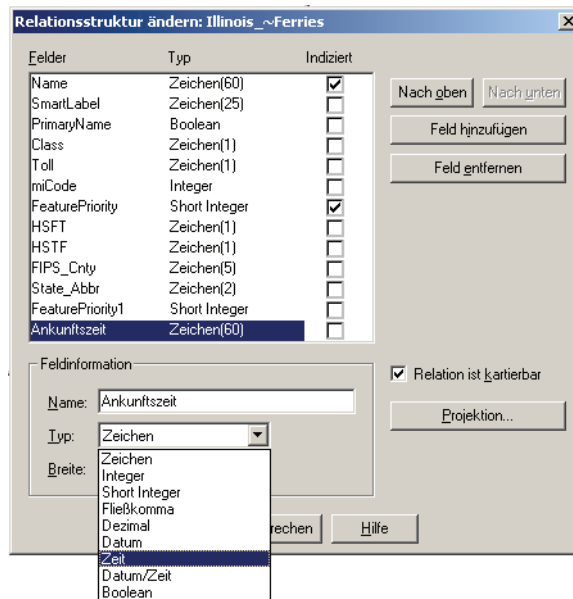 Relationsstruktur ändern: Illinois_~Ferries
Felder Typ Indiziert
Name Zeichen(60)
SmartLabel Zeichen(25)
PrimaryName Boolean
Class Zeichen(1)
Toll Zeichen(1)
miCode Integer
FeaturePriority Short Integer
HSFT Zeichen(1)
HSTF Zeichen(1)
FIPS_Cnty Zeichen(5)
State_Abbr Zeichen(2)
FeaturePriority1 Short Integer
Ankunftszeit Zeichen(60)
Nach oben Nach unten
Feld hinzufügen
Feld entfernen
Feldinformation
Name: Ankunftszeit
Typ: Zeichen
Breite:
Zeichen
Integer
Short Integer
Fließkomma
Dezimal
Datum
Zeit
Datum/Zeit
Boolean
Relation ist kartierbar
Projektion...
rechen Hilfe